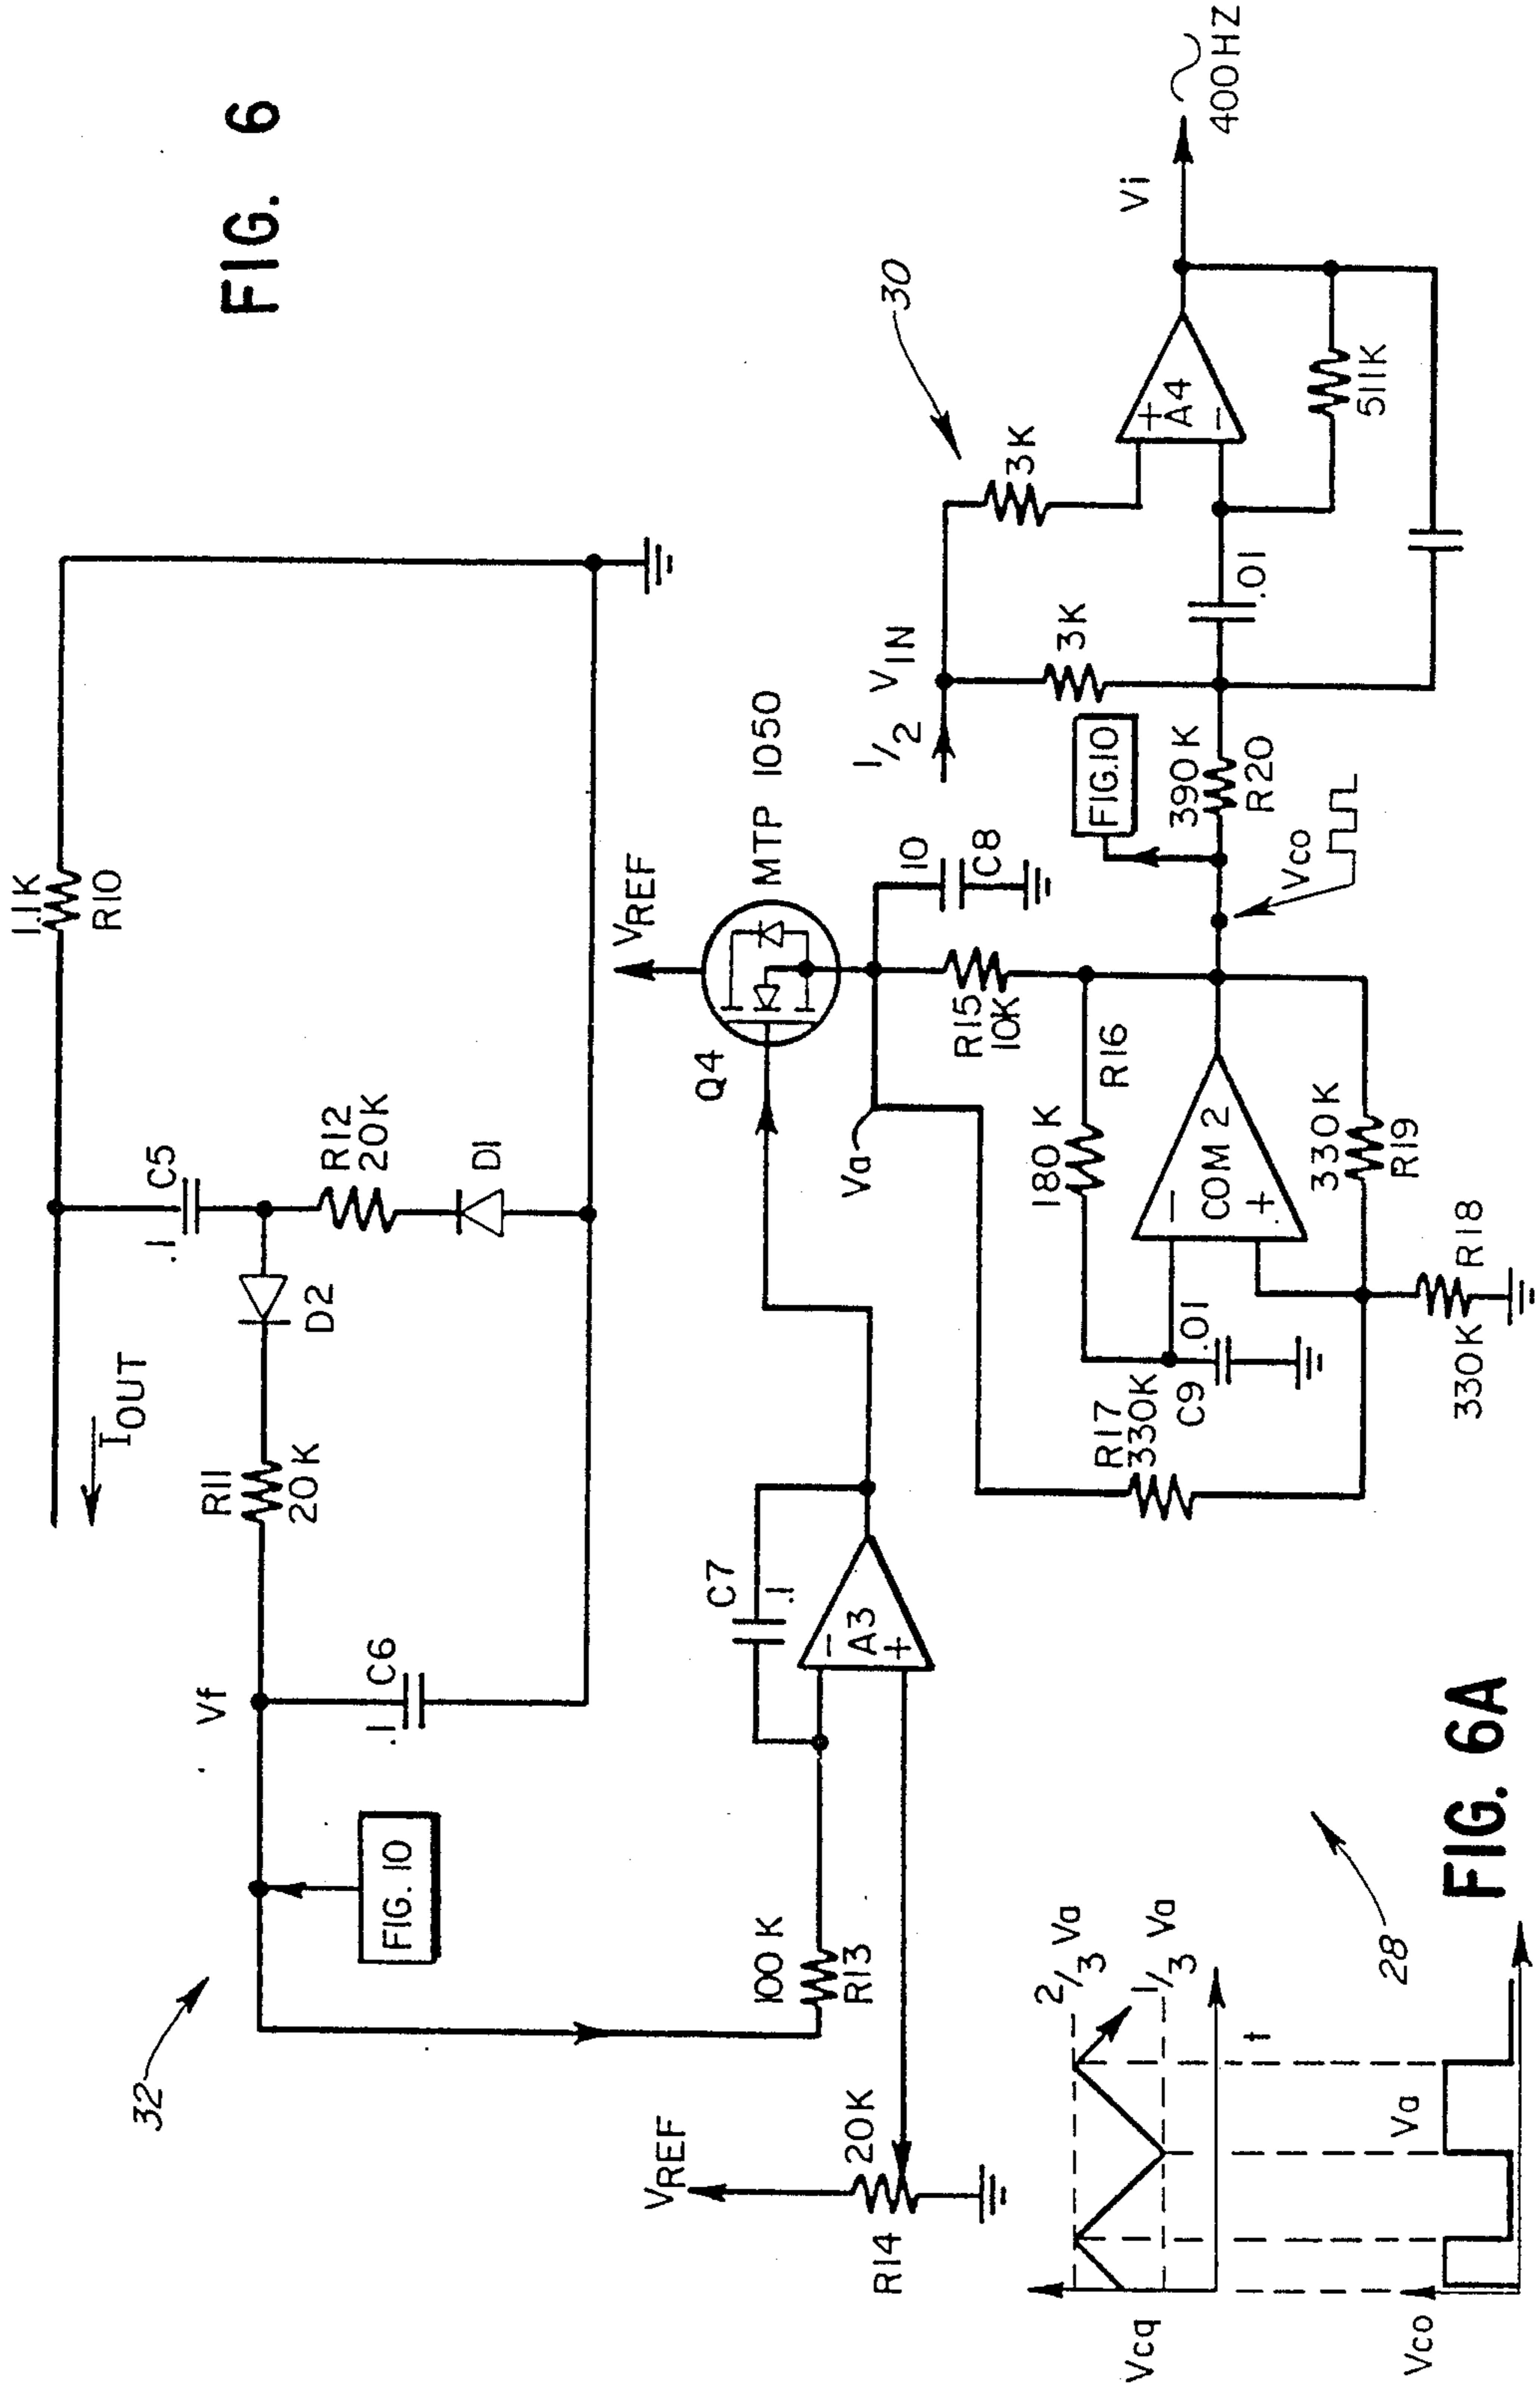 FIG. 6
32
IOUT
1.1K
R10
.1
C5
R12
20K
D1
D2
R11
20K
Vf
.1
C6
FIG. 10
100K
R13
C7
.1
−
A3
+
VREF
20K
R14
VREF
Q4
MTP 1050
Va
10
C8
R15
10K
180K
R16
−
COM 2
+
.01
C9
R17
330K
330K
R19
330K
R18
Vco
FIG.10
390K
R20
1/2
VIN
3K
3K
30
.01
+
A4
−
511K
Vi
400HZ
FIG. 6A
28
Vcq
2/3 Va
1/3 Va
t
Vco
Va